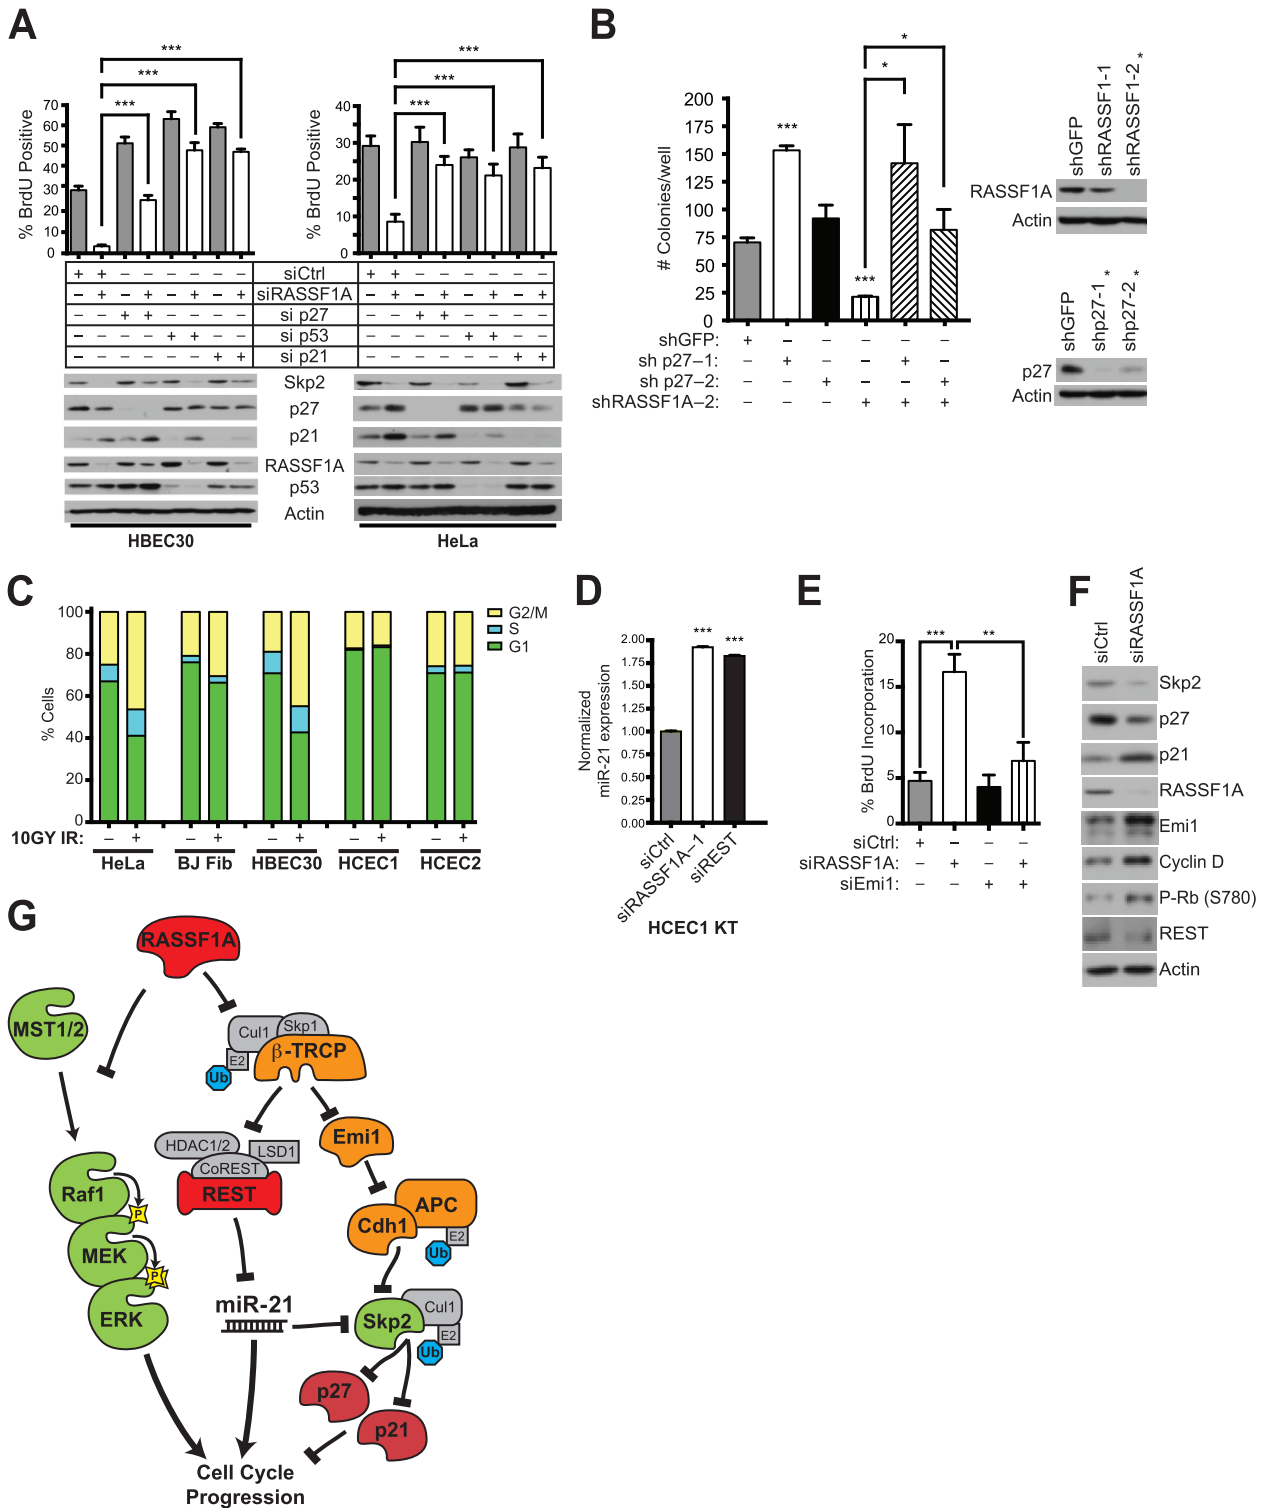 A
***
***
***
% BrdU Positive
70
60
50
40
30
20
10
0
***
***
***
% BrdU Positive
40
30
20
10
0
+ + – – – – – – siCtrl + + – – – – – –
– + – + – + – + siRASSF1A – + – + – + – +
– – + + – – – – si p27 – – + + – – – –
– – – – + + – – si p53 – – – – + + – –
– – – – – – + + si p21 – – – – – – + +
Skp2
p27
p21
RASSF1A
p53
Actin
HBEC30 HeLa
B
*
*
***
***
# Colonies/well
200
175
150
125
100
75
50
25
0
shGFP: + – – – – –
sh p27–1: – + – – + –
sh p27–2: – – + – – +
shRASSF1A–2: – – – + + +
shGFP
shRASSF1-1
shRASSF1-2 *
RASSF1A
Actin
shGFP
shp27-1 *
shp27-2 *
p27
Actin
C
% Cells
100
80
60
40
20
0
G2/M
S
G1
10GY IR: – + – + – + – + – +
HeLa BJ Fib HBEC30 HCEC1 HCEC2
D
Normalized
miR-21 expression
2.00
1.75
1.50
1.25
1.00
0.75
0.50
0.25
0.00
*** ***
siCtrl
siRASSF1A–1
siREST
HCEC1 KT
E
% BrdU Incorporation
20
15
10
5
0
*** **
siCtrl: + – – –
siRASSF1A: – + – +
siEmi1: – – + +
F
siCtrl
siRASSF1A
Skp2
p27
p21
RASSF1A
Emi1
Cyclin D
P-Rb (S780)
REST
Actin
G
RASSF1A
MST1/2
Cul1
Skp1
E2
β-TRCP
Ub
HDAC1/2
LSD1
CoREST
REST
Emi1
Raf1
P
MEK
P
ERK
APC
Cdh1
E2
Ub
miR-21
Skp2
Cul1
E2
Ub
p27
p21
Cell Cycle
Progression